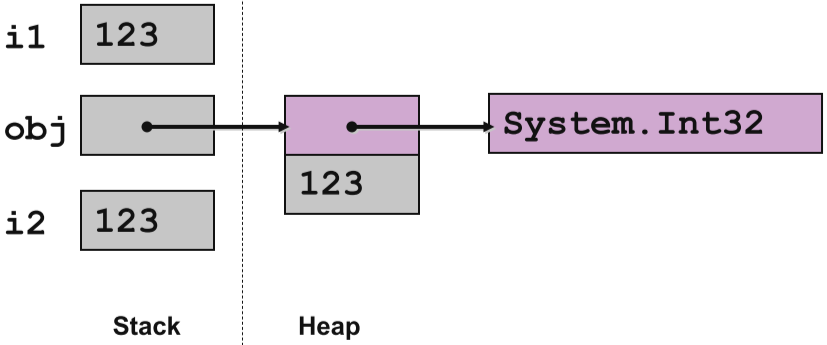 i1 123
obj System.Int32
123
i2 123
Stack Heap